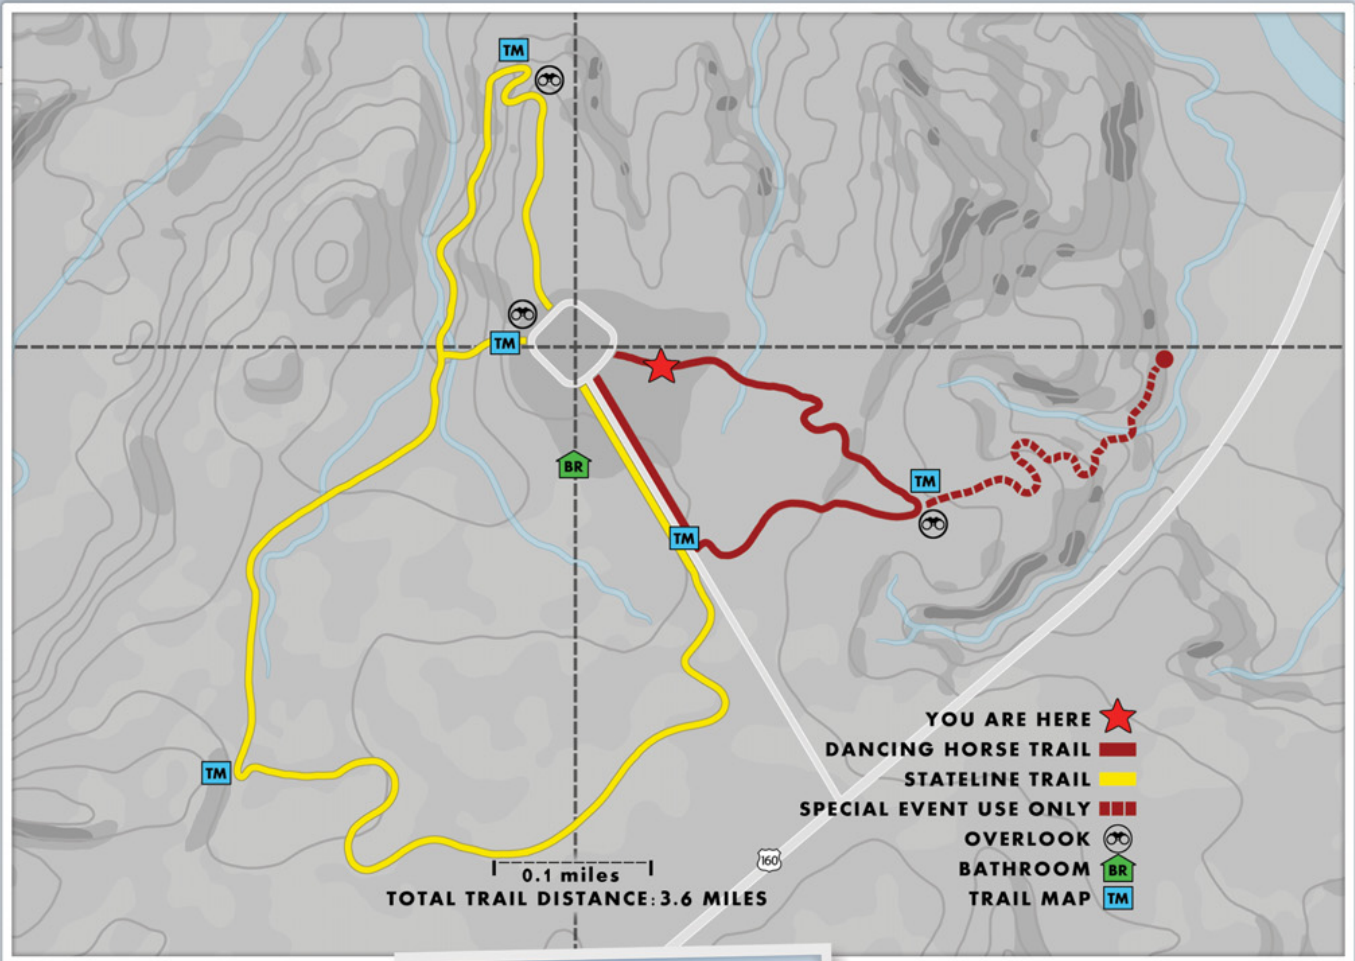 TM
TM
BR
TM
TM
TM
YOU ARE HERE
DANCING HORSE TRAIL
STATELINE TRAIL
SPECIAL EVENT USE ONLY
OVERLOOK
160
BATHROOM BR
TRAIL MAP TM
0.1 miles
TOTAL TRAIL DISTANCE: 3.6 MILES